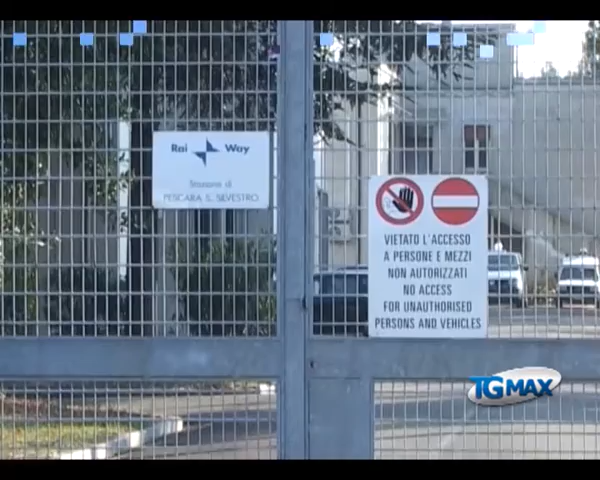 Rai Way
Stazione di
PESCARA S. SILVESTRO
VIETATO L'ACCESSO
A PERSONE E MEZZI
NON AUTORIZZATI
NO ACCESS
FOR UNAUTHORISED
PERSONS AND VEHICLES
TGMAX